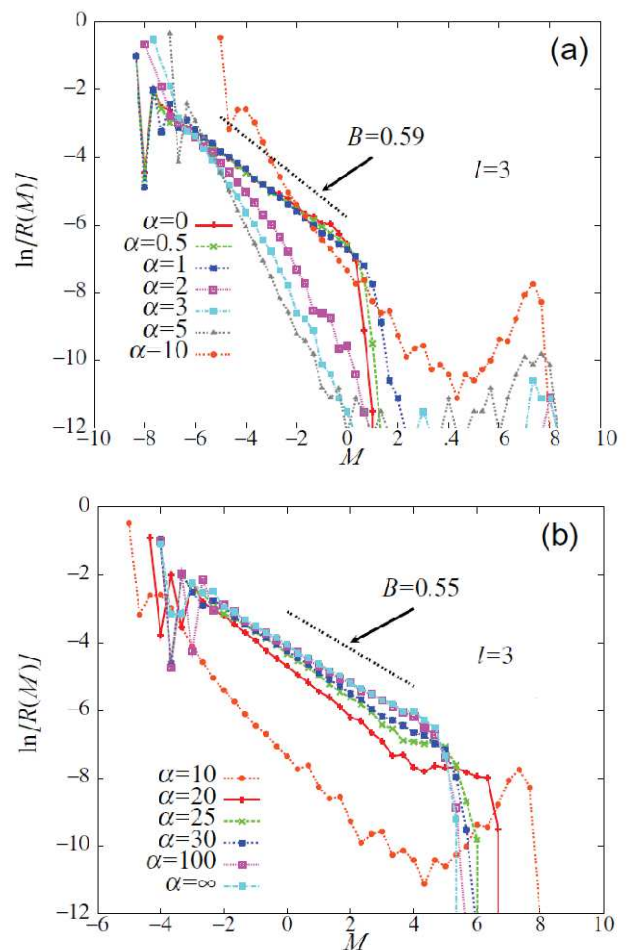 (a)
0
−2
−4
−6
−8
−10
−12
ln[R(M)]
B=0.59
l=3
α=0
α=0.5
α=1
α=2
α=3
α=5
α−10
−10 −8 −6 −4 −2 0 2 .4 6 8 10
M
(b)
0
−2
−4
−6
−8
−10
−12
ln[R(M)]
B=0.55
l=3
α=10
α=20
α=25
α=30
α=100
α=∞
−6 −4 −2 0 2 4 6 8 10
M